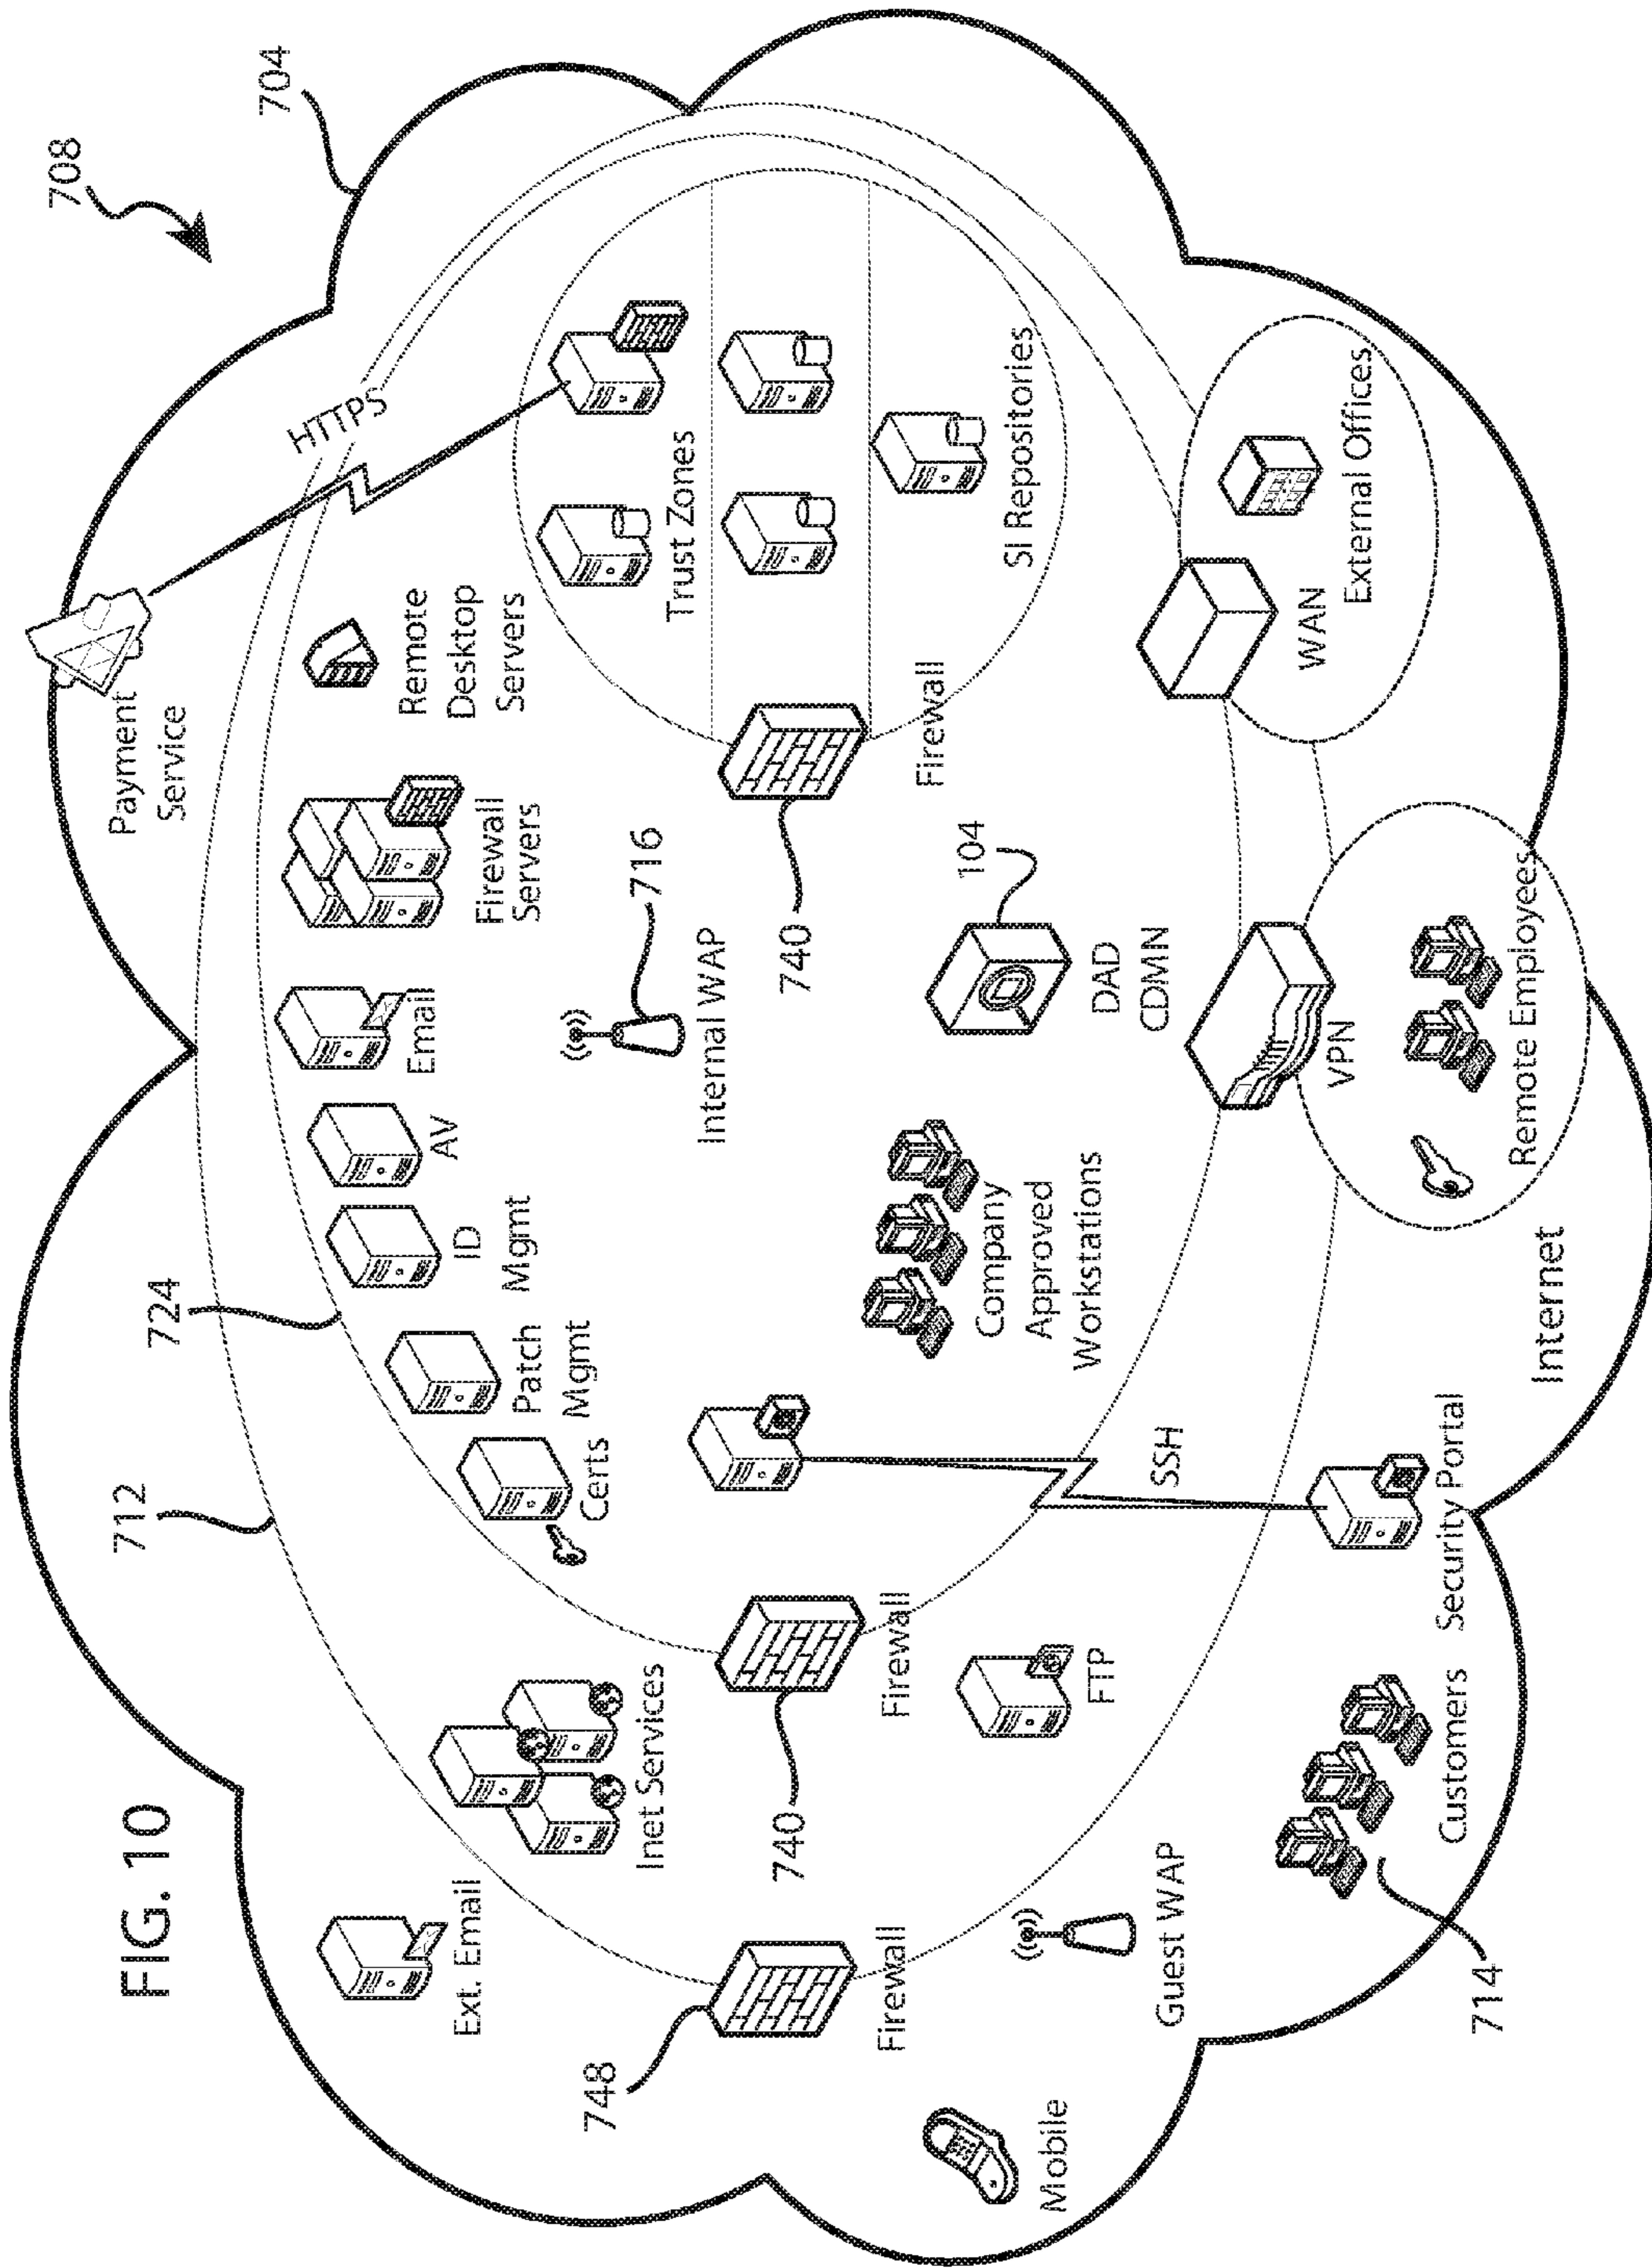 FIG. 10
708
704
712
724
Payment
Service
HTTPS
Ext. Email
Inet Services
Certs
Patch
Mgmt
ID
Mgmt
AV
Email
Firewall
Servers
Remote
Desktop
Servers
Trust Zones
SI Repositories
748
Firewall
740
Firewall
Internal WAP
716
740
Firewall
104
DAD
CDMN
Company
Approved
Workstations
FTP
SSH
Mobile
Guest WAP
714
Customers
Security Portal
Internet
VPN
Remote Employees
WAN
External Offices